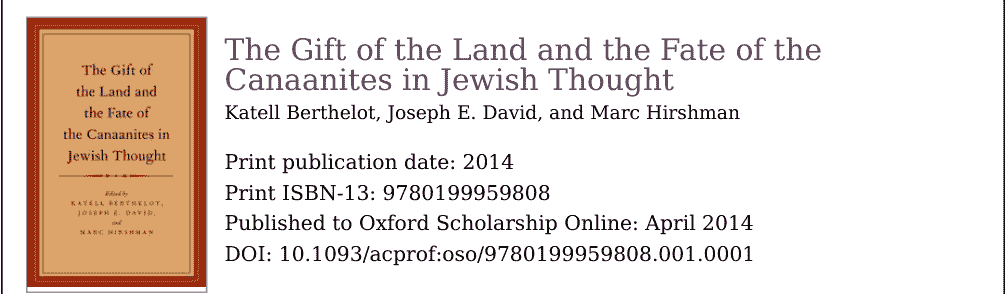 The Gift of
the Land and
the Fate of
the Canaanites in
Jewish Thought
Edited by
KATELL BERTHELOT,
JOSEPH E. DAVID,
and
MARC HIRSHMAN
The Gift of the Land and the Fate of the
Canaanites in Jewish Thought
Katell Berthelot, Joseph E. David, and Marc Hirshman
Print publication date: 2014
Print ISBN-13: 9780199959808
Published to Oxford Scholarship Online: April 2014
DOI: 10.1093/acprof:oso/9780199959808.001.0001